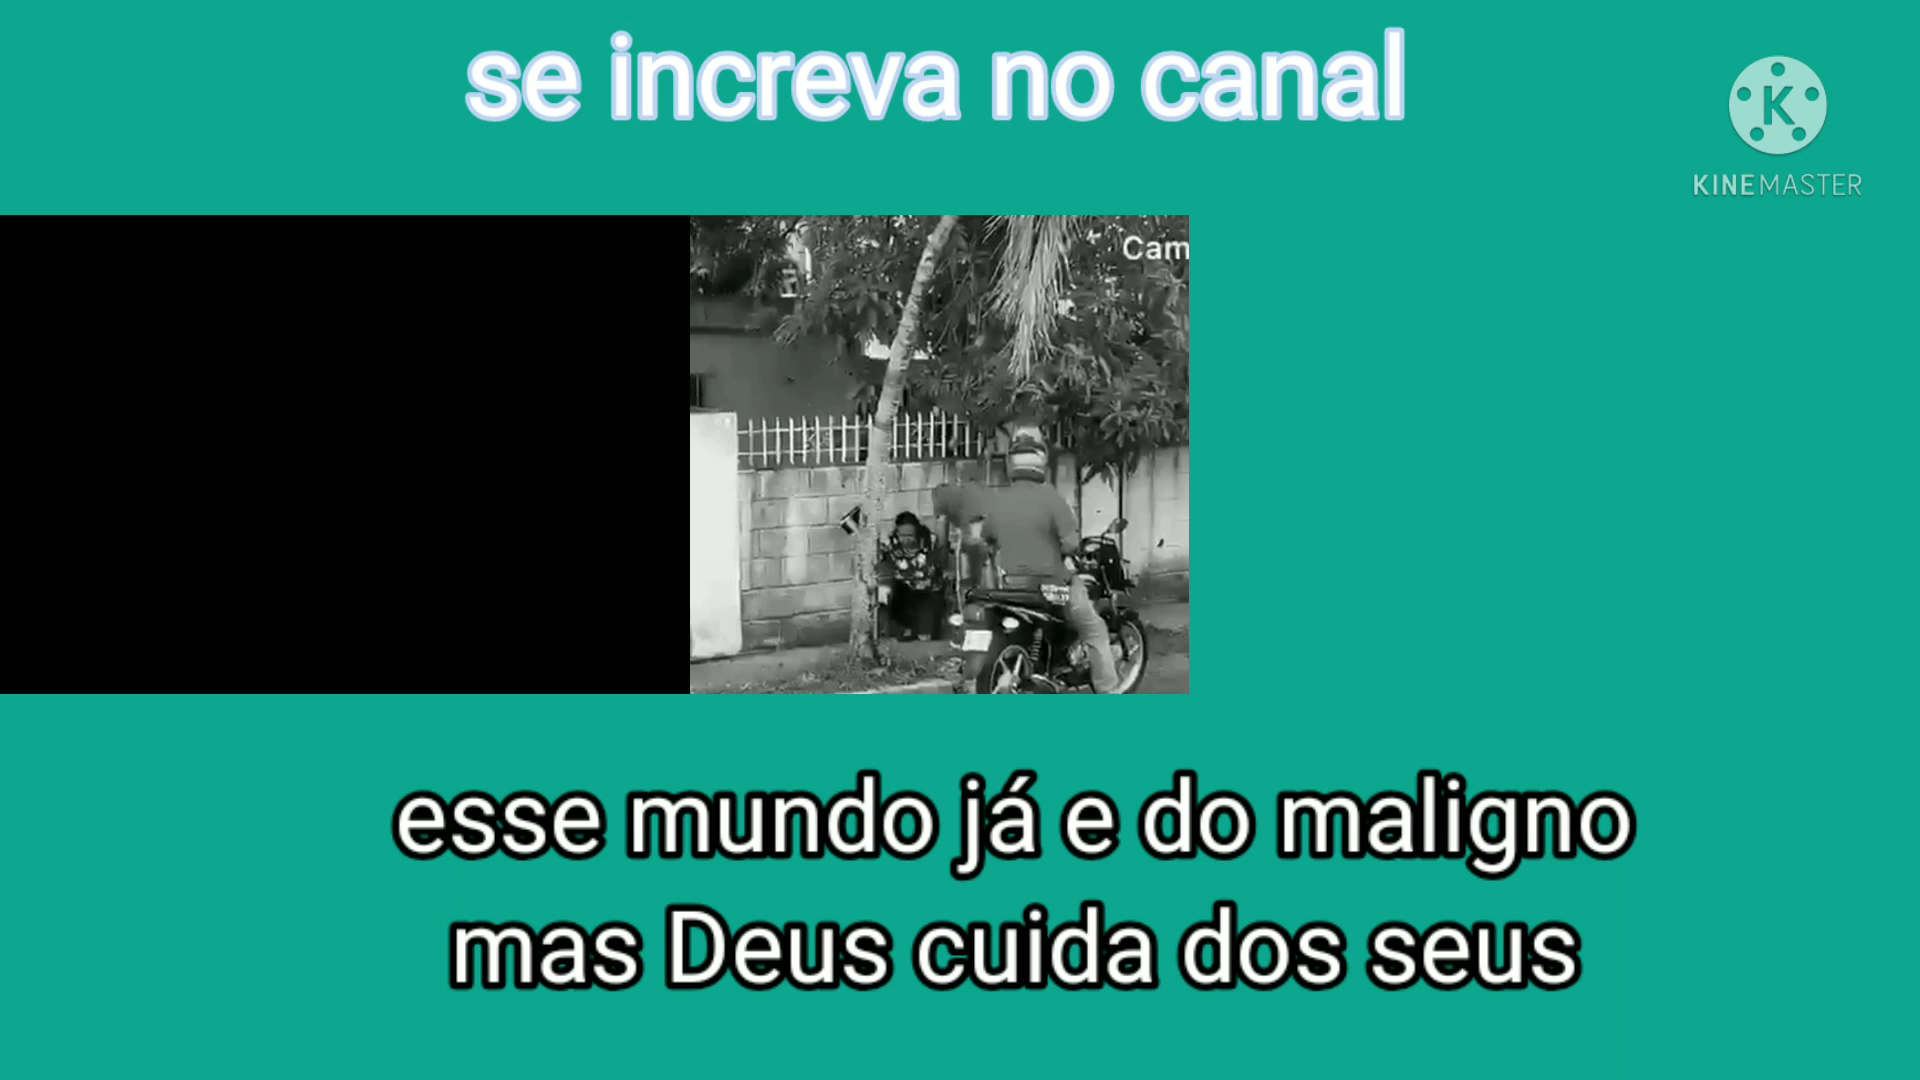 se increva no canal
K
KINEMASTER
Cam
esse mundo já e do maligno
mas Deus cuida dos seus